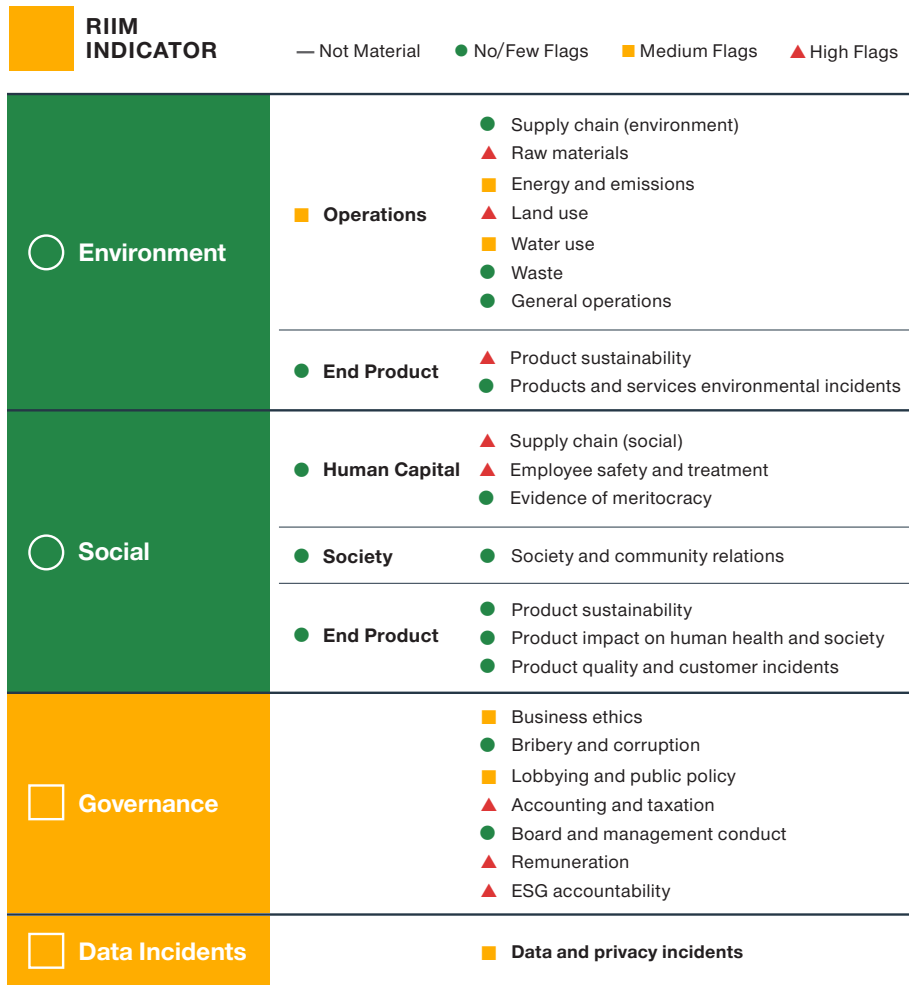 RIIM
INDICATOR
Not Material
No/Few Flags
Medium Flags
High Flags
Environment
Operations
Supply chain (environment)
Raw materials
Energy and emissions
Land use
Water use
Waste
General operations
End Product
Product sustainability
Products and services environmental incidents
Social
Human Capital
Supply chain (social)
Employee safety and treatment
Evidence of meritocracy
Society
Society and community relations
End Product
Product sustainability
Product impact on human health and society
Product quality and customer incidents
Governance
Business ethics
Bribery and corruption
Lobbying and public policy
Accounting and taxation
Board and management conduct
Remuneration
ESG accountability
Data Incidents
Data and privacy incidents